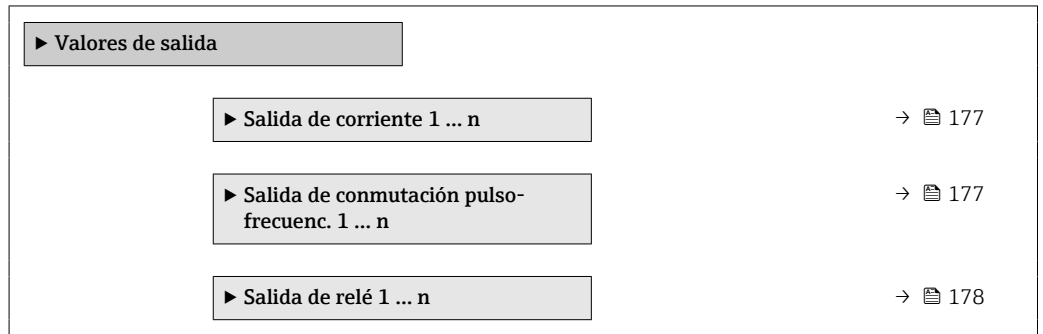 ▶ Valores de salida
▶ Salida de corriente 1 ... n → 177
▶ Salida de conmutación pulso-
frecuenc. 1 ... n → 177
▶ Salida de relé 1 ... n → 178